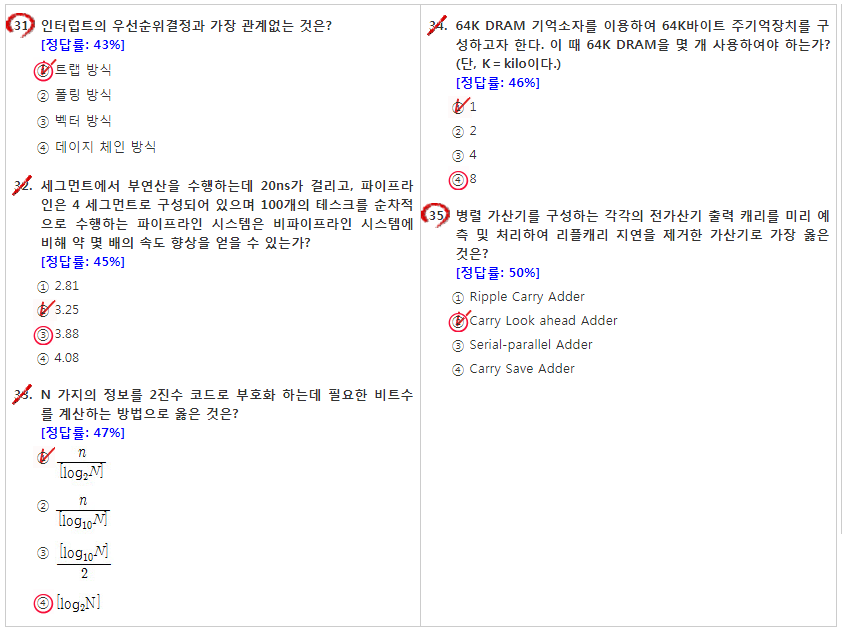 31. 인터럽트의 우선순위결정과 가장 관계없는 것은?
[정답률: 43%]
① 트랩 방식
② 폴링 방식
③ 벡터 방식
④ 데이지 체인 방식
32. 세그먼트에서 부연산을 수행하는데 20ns가 걸리고, 파이프라
인은 4 세그먼트로 구성되어 있으며 100개의 테스크를 순차적
으로 수행하는 파이프라인 시스템은 비파이프라인 시스템에
비해 약 몇 배의 속도 향상을 얻을 수 있는가?
[정답률: 45%]
① 2.81
② 3.25
③ 3.88
④ 4.08
33. N 가지의 정보를 2진수 코드로 부호화 하는데 필요한 비트수
를 계산하는 방법으로 옳은 것은?
[정답률: 47%]
① n / [log₂N]
② n / [log₁₀N]
③ [log₁₀N] / 2
④ [log₂N]
34. 64K DRAM 기억소자를 이용하여 64K바이트 주기억장치를 구
성하고자 한다. 이 때 64K DRAM을 몇 개 사용하여야 하는가?
(단, K = kilo이다.)
[정답률: 46%]
① 1
② 2
③ 4
④ 8
35. 병렬 가산기를 구성하는 각각의 전가산기 출력 캐리를 미리 예
측 및 처리하여 리플캐리 지연을 제거한 가산기로 가장 옳은
것은?
[정답률: 50%]
① Ripple Carry Adder
② Carry Look ahead Adder
③ Serial-parallel Adder
④ Carry Save Adder